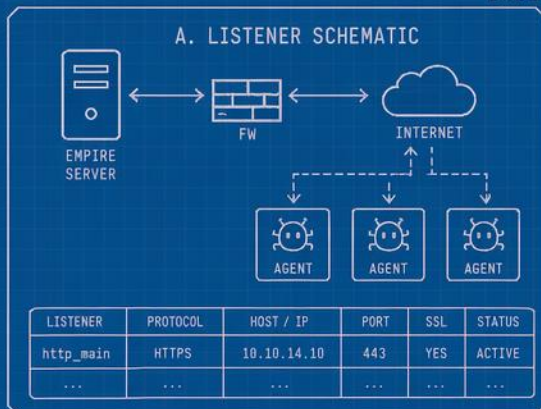 A. LISTENER SCHEMATIC
FW
INTERNET
EMPIRE
SERVER
AGENT AGENT AGENT
LISTENER PROTOCOL HOST / IP PORT SSL STATUS
http_main HTTPS 10.10.14.10 443 YES ACTIVE
... ... ... ... ... ...